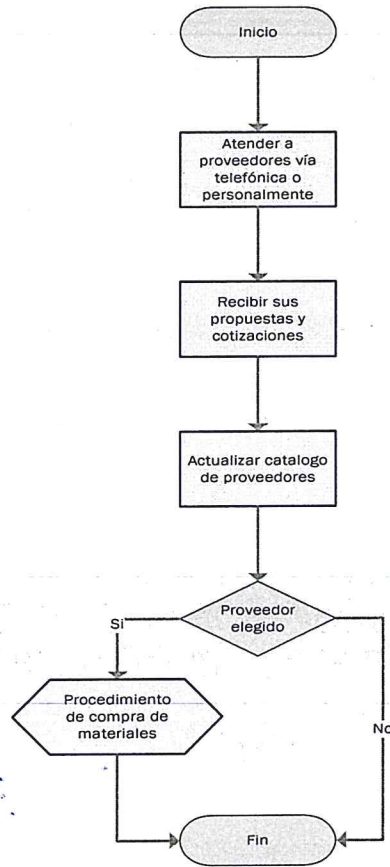 Inicio
Atender a
proveedores vía
telefónica o
personalmente
Recibir sus
propuestas y
cotizaciones
Actualizar catalogo
de proveedores
Proveedor
elegido
Si
Procedimiento
de compra de
materiales
No
Fin